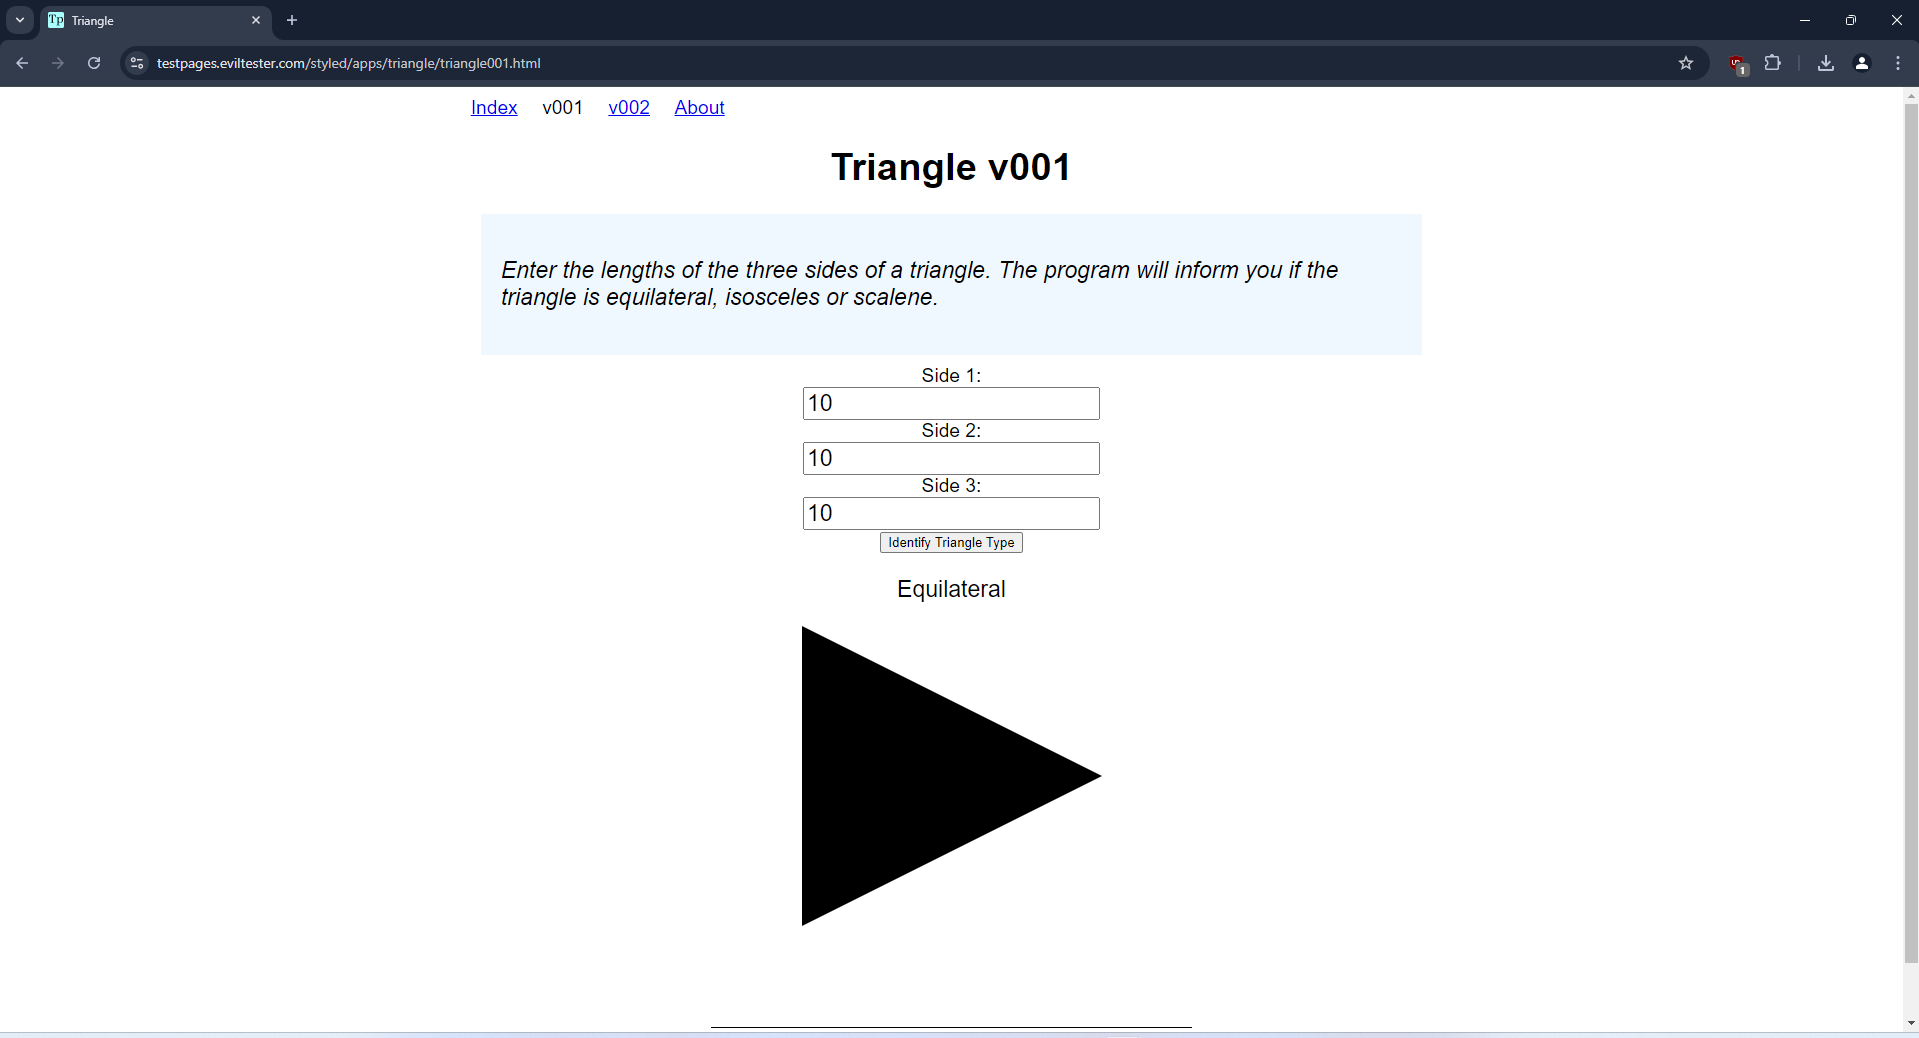 Tp Triangle
testpages.eviltester.com/styled/apps/triangle/triangle001.html
1
Index v001 v002 About
Triangle v001
Enter the lengths of the three sides of a triangle. The program will inform you if the
triangle is equilateral, isosceles or scalene.
Side 1:
10
Side 2:
10
Side 3:
10
Identify Triangle Type
Equilateral